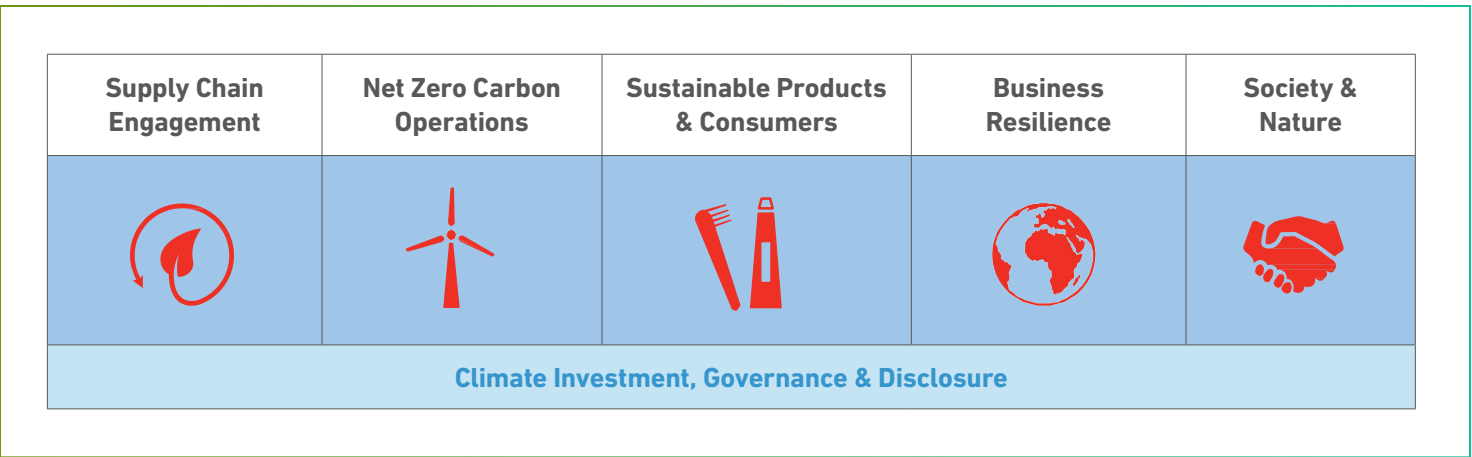 Supply Chain
Engagement
Net Zero Carbon
Operations
Sustainable Products
& Consumers
Business
Resilience
Society &
Nature
Climate Investment, Governance & Disclosure